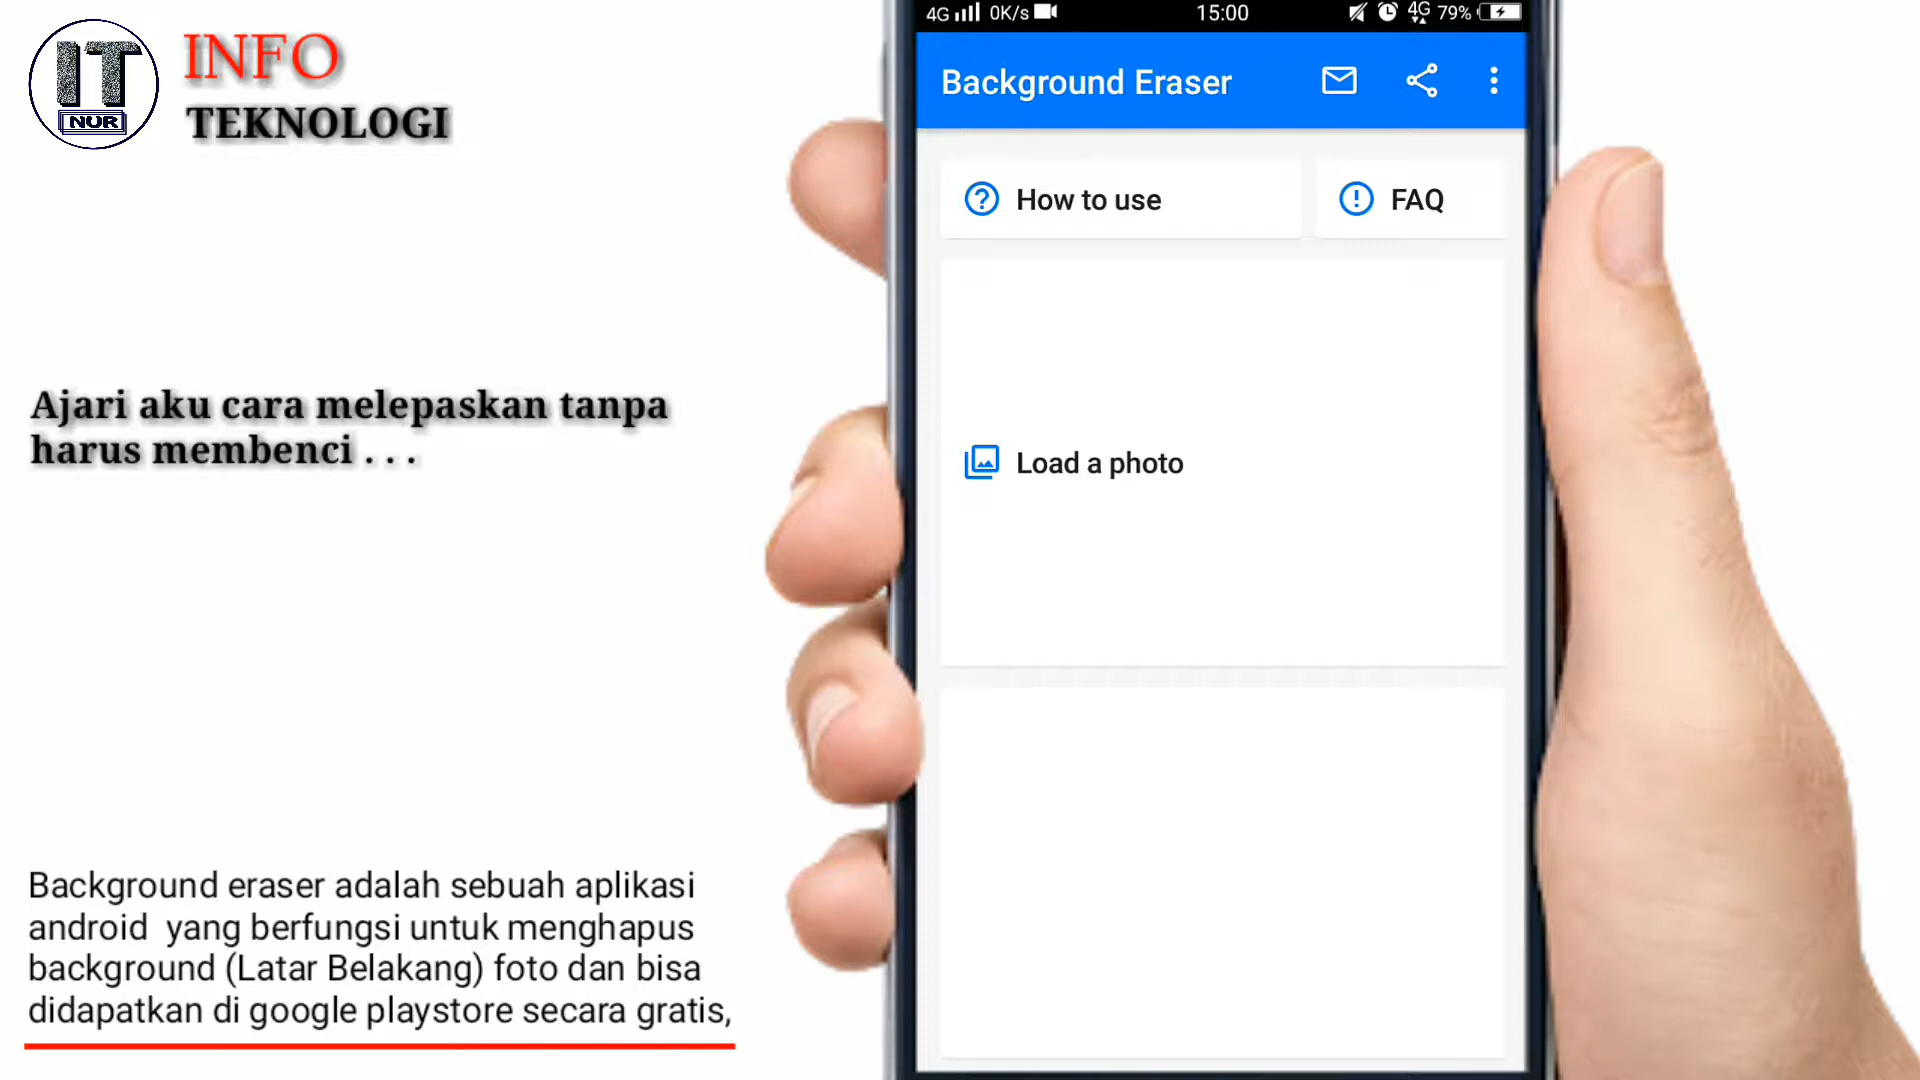 IT
NUR
INFO
TEKNOLOGI
Ajari aku cara melepaskan tanpa
harus membenci . . .
Background eraser adalah sebuah aplikasi
android  yang berfungsi untuk menghapus
background (Latar Belakang) foto dan bisa
didapatkan di google playstore secara gratis,
4G 0K/s 15:00 4G 79%
Background Eraser
How to use
FAQ
Load a photo